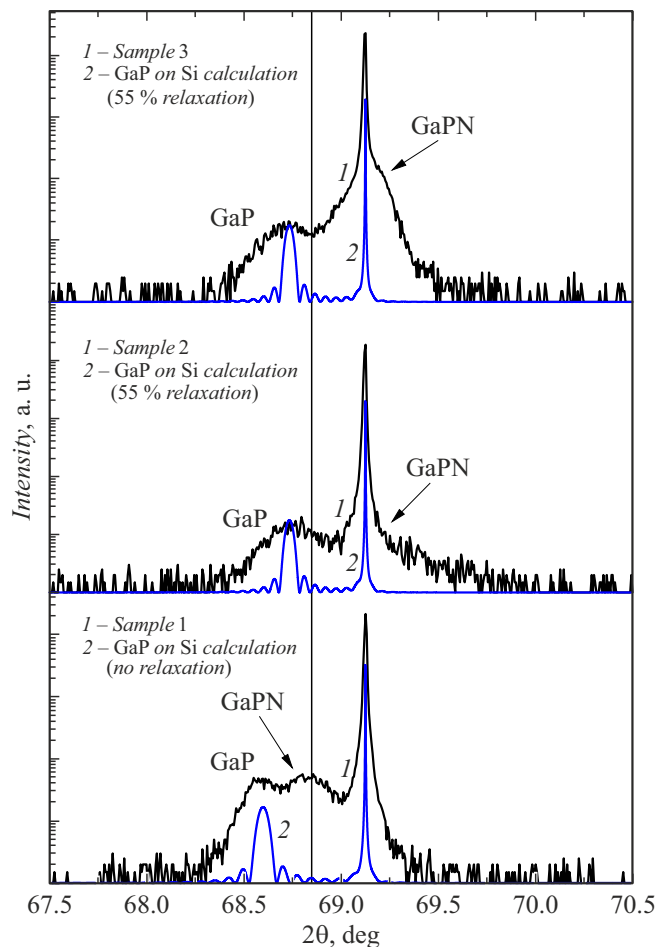 1 – Sample 3
2 – GaP on Si calculation
(55 % relaxation)
GaPN
1
GaP
2
1 – Sample 2
2 – GaP on Si calculation
(55 % relaxation)
GaPN
GaP
1
2
1 – Sample 1
2 – GaP on Si calculation
(no relaxation)
GaPN
GaP
1
2
Intensity, a. u.
67.5 68.0 68.5 69.0 69.5 70.0 70.5
2θ, deg